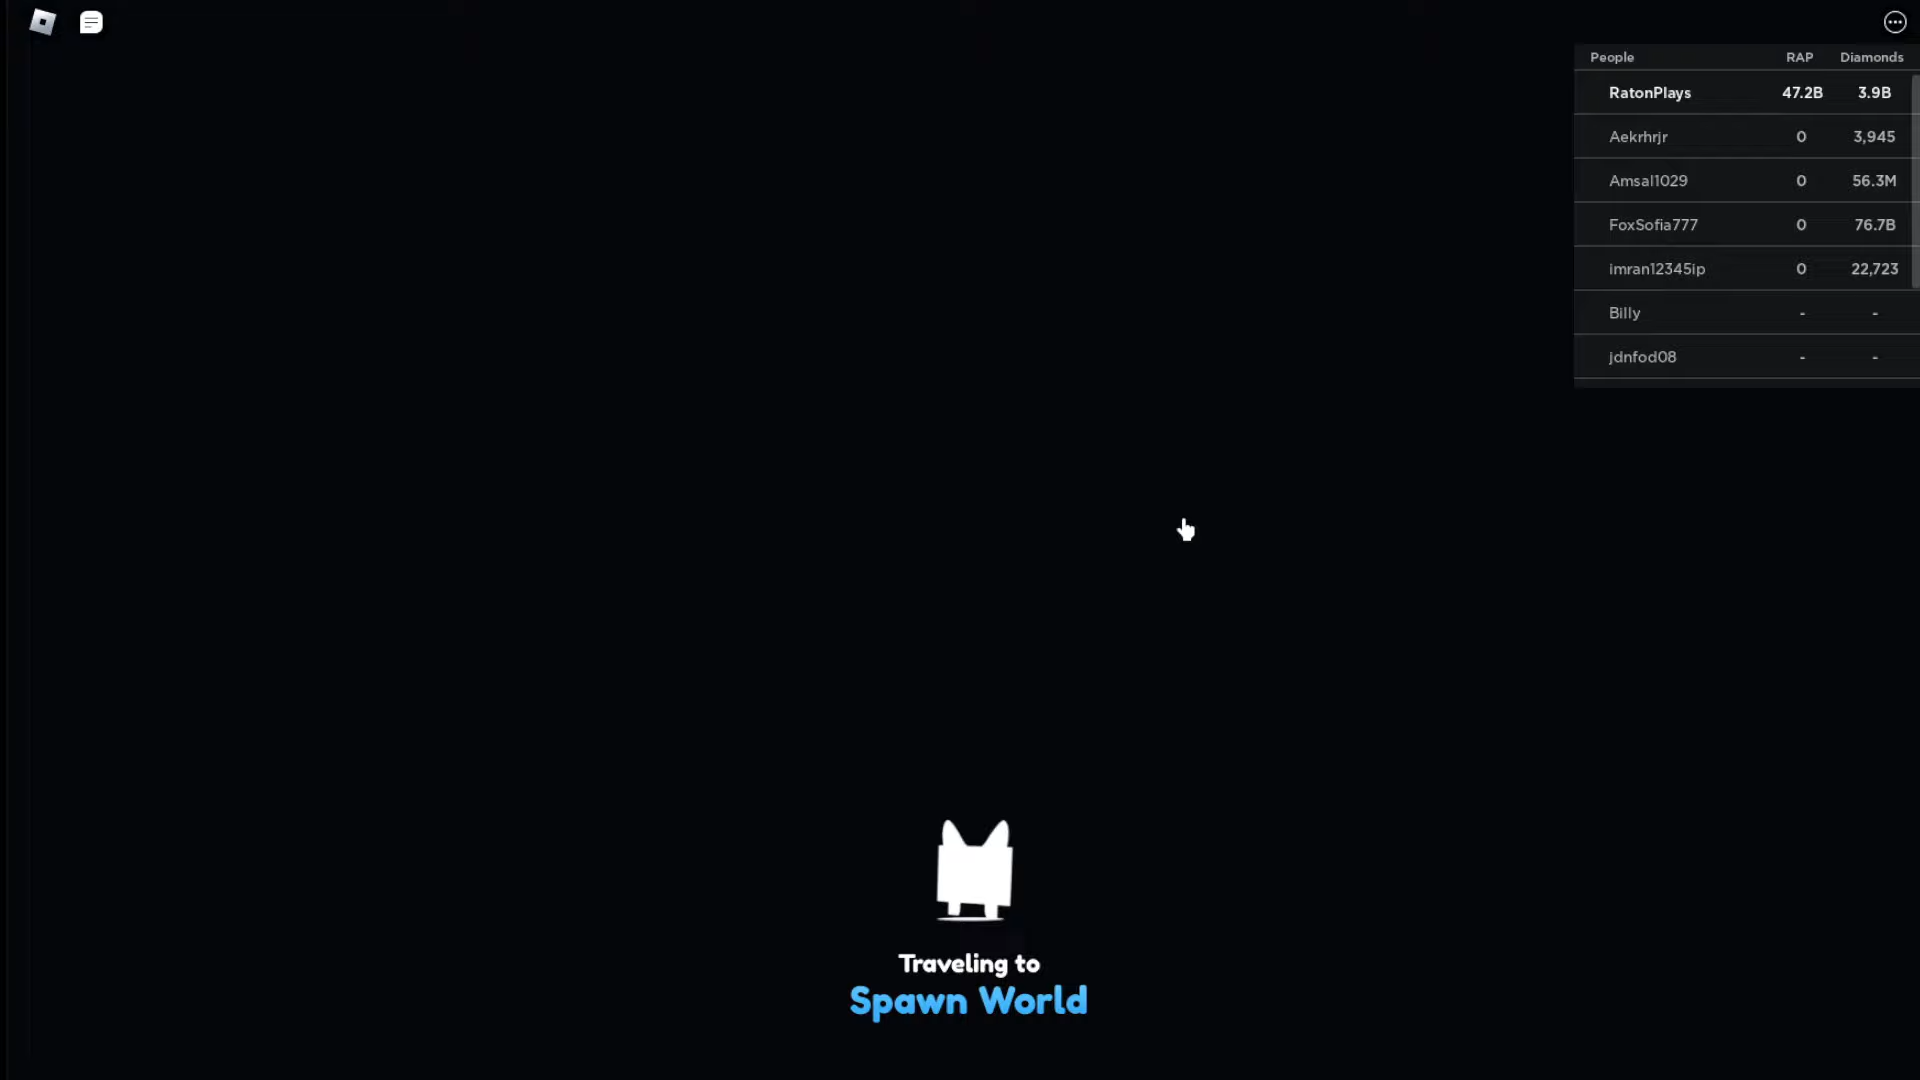 People RAP Diamonds
RatonPlays 47.2B 3.9B
Aekrhrjr 0 3,945
Amsal1029 0 56.3M
FoxSofia777 0 76.7B
imran12345ip 0 22,723
Billy - -
jdnfod08 - -
Traveling to
Spawn World